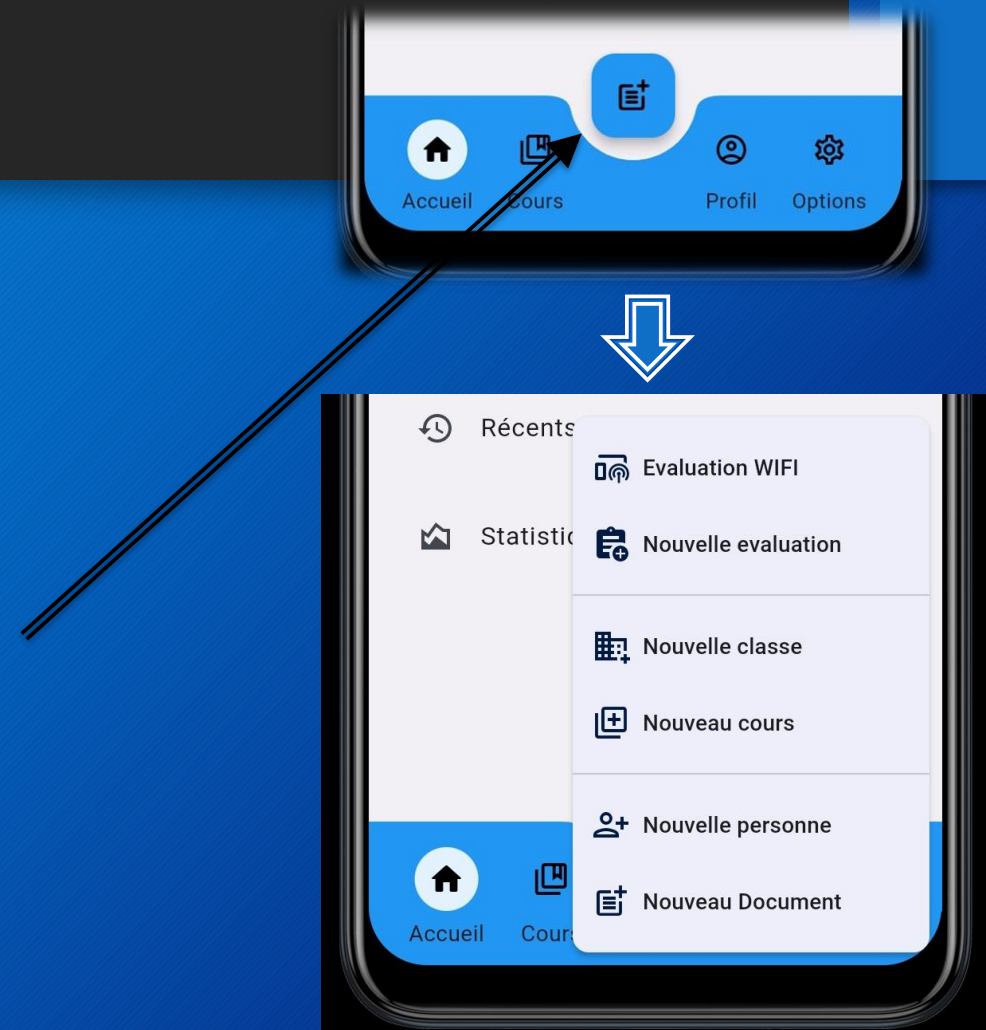 Accueil
Cours
Profil
Options
Récents
Evaluation WIFI
Statistic
Nouvelle evaluation
Nouvelle classe
Nouveau cours
Nouvelle personne
Nouveau Document
Accueil
Cours